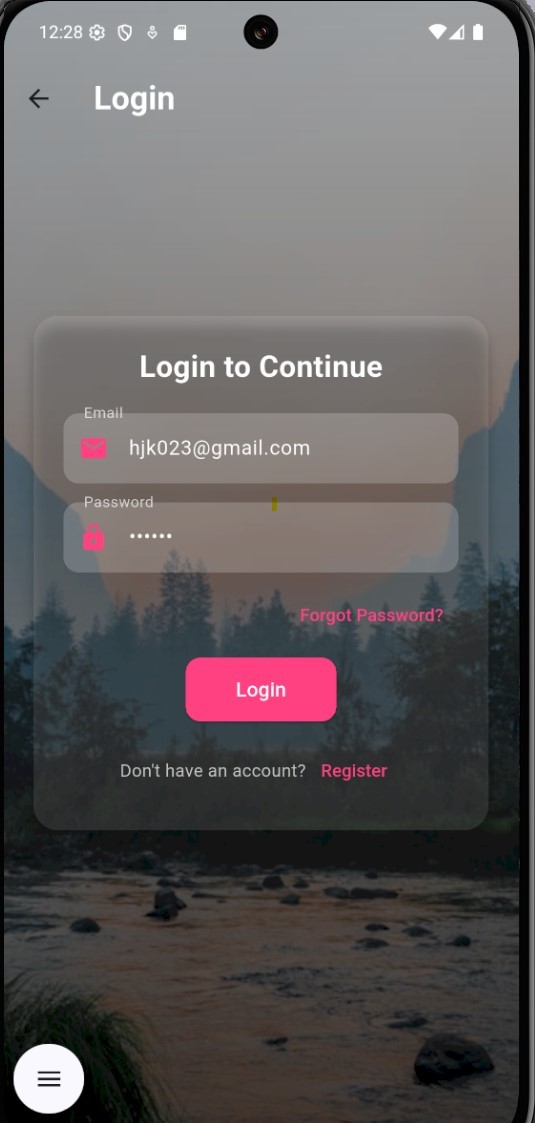 12:28
Login
Login to Continue
Email
hjk023@gmail.com
Password
••••••
Forgot Password?
Login
Don't have an account? Register